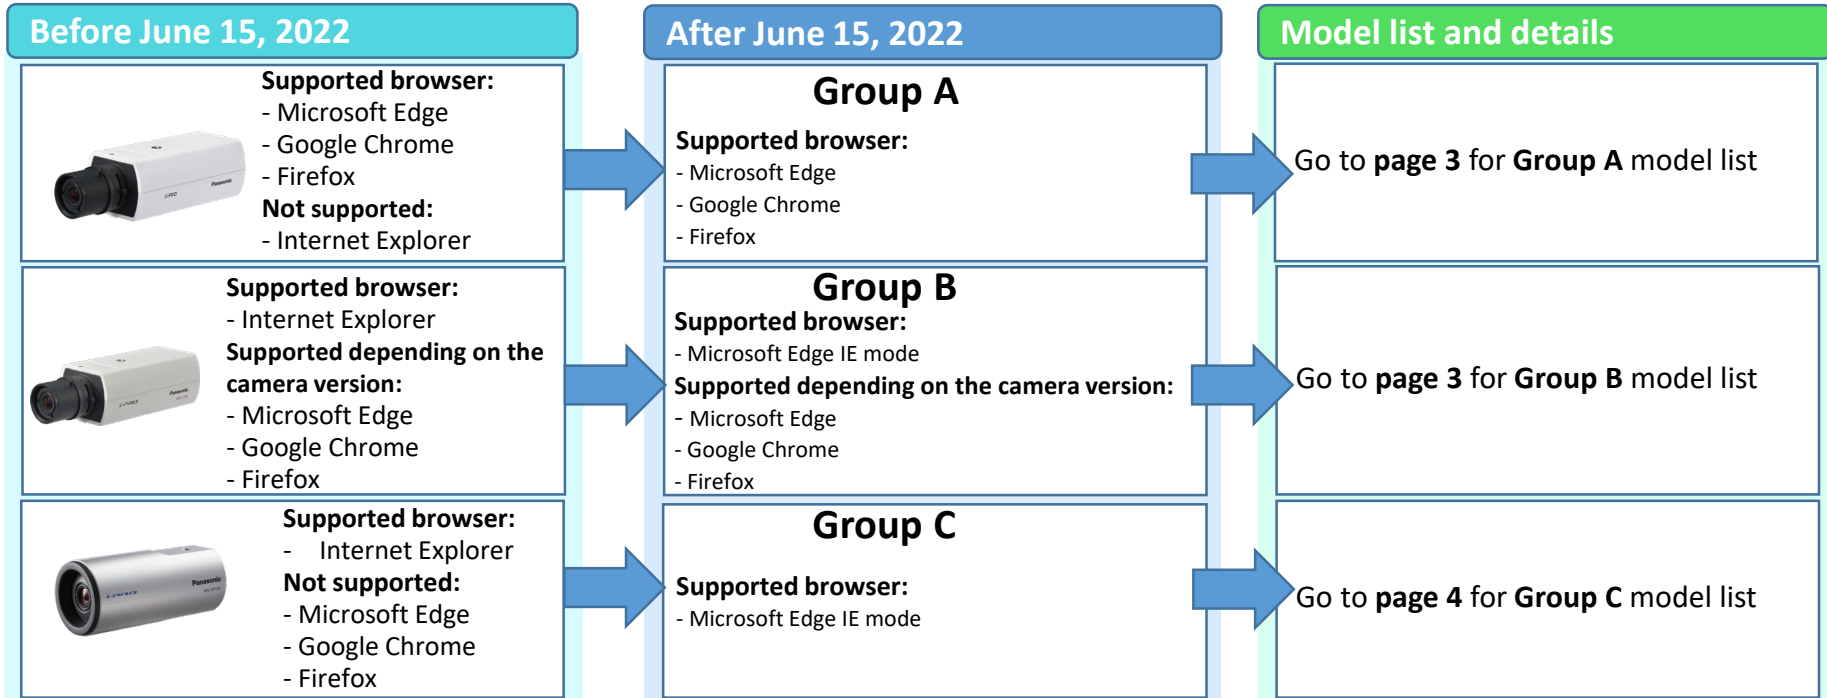 Before June 15, 2022
After June 15, 2022
Model list and details
Supported browser:
- Microsoft Edge
- Google Chrome
- Firefox
Not supported:
- Internet Explorer
Panasonic
Group A
Supported browser:
- Microsoft Edge
- Google Chrome
- Firefox
Go to page 3 for Group A model list
Supported browser:
- Internet Explorer
Supported depending on the
camera version:
- Microsoft Edge
- Google Chrome
- Firefox
Panasonic
i-PRO
Group B
Supported browser:
- Microsoft Edge IE mode
Supported depending on the camera version:
- Microsoft Edge
- Google Chrome
- Firefox
Go to page 3 for Group B model list
Supported browser:
- Internet Explorer
Not supported:
- Microsoft Edge
- Google Chrome
- Firefox
Panasonic
Group C
Supported browser:
- Microsoft Edge IE mode
Go to page 4 for Group C model list